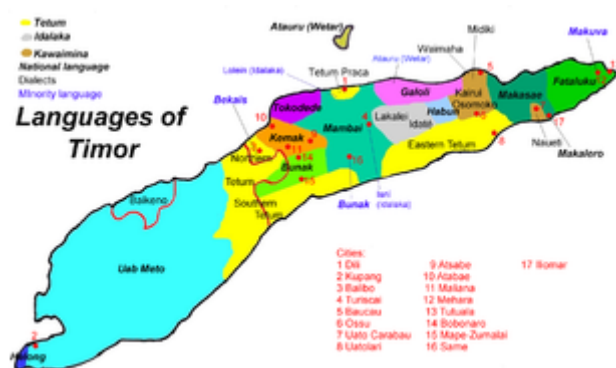 Tetum
Idalaka
Kawaimina
National language
Dialects
Minority language
Languages of
Timor
Atauru (Wetar)
Midiki
Waimaha
Makuva
Lolein (Idalaka)
Atauru (Wetar)
Tetum Praca
Bekais
Tokodede
Galoli
Kairui
Osomoko
Makasae
Fataluku
Habun
Mambai
Lakalei
Idaté
Kemak
Naueti
Makalero
Northern
Tetum
Bunak
Eastern Tetum
Southern
Tetum
Bunak
Isní
(Idalaka)
Baikeno
Uab Meto
Helong
Cities:
1 Dili
2 Kupang
3 Balibo
4 Turiscai
5 Baucau
6 Ossu
7 Uato Carabau
8 Uatolari
9 Atsabe
10 Atabae
11 Maliana
12 Mehara
13 Tutuala
14 Bobonaro
15 Mape-Zumalai
16 Same
17 Iliomar